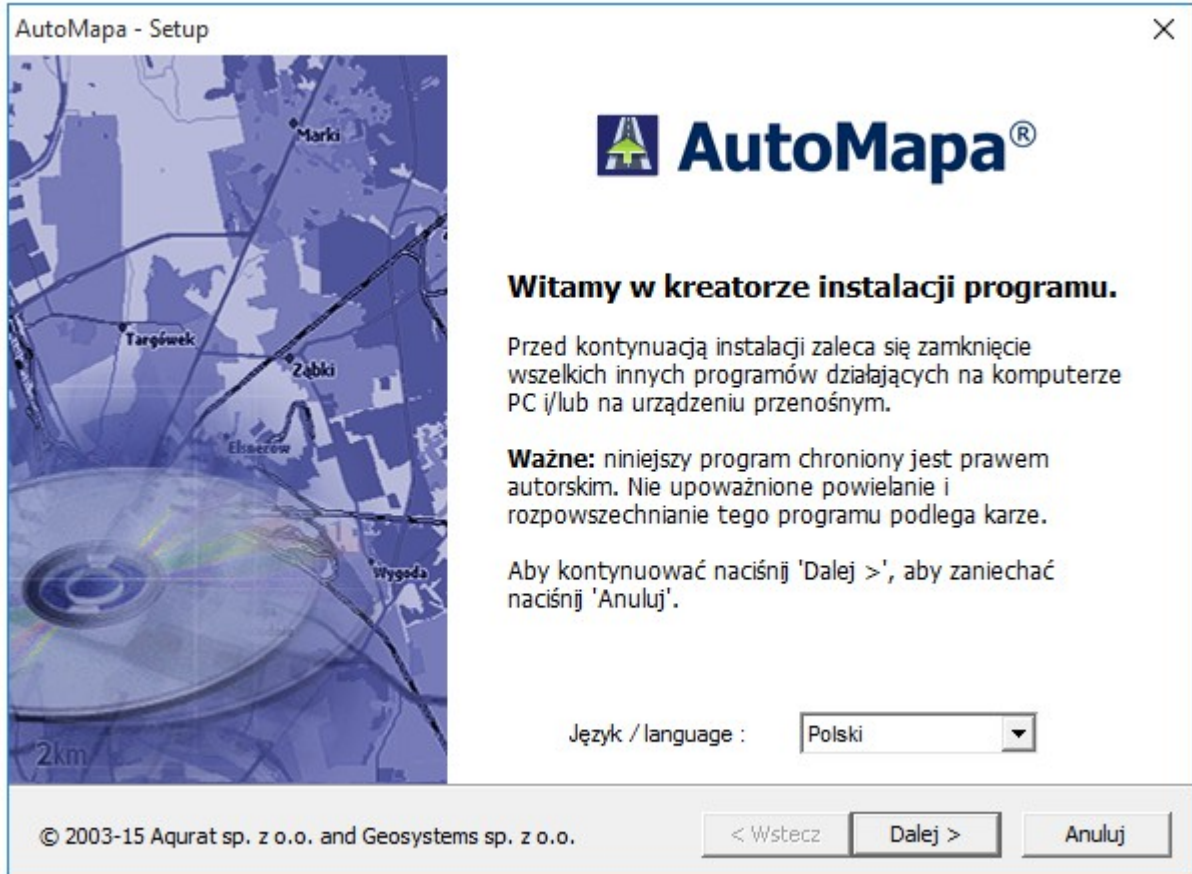 AutoMapa - Setup
Marki
AutoMapa®
Witamy w kreatorze instalacji programu.
Targówek
Ząbki
Przed kontynuacją instalacji zaleca się zamknięcie
wszelkich innych programów działających na komputerze
PC i/lub na urządzeniu przenośnym.
Elsnerów
Ważne: niniejszy program chroniony jest prawem
autorskim. Nie upoważnione powielanie i
rozpowszechnianie tego programu podlega karze.
Wygoda
Aby kontynuować naciśnij 'Dalej >', aby zaniechać
naciśnij 'Anuluj'.
Język / language :
Polski
2km
© 2003-15 Aqurat sp. z o.o. and Geosystems sp. z o.o.
< Wstecz
Dalej >
Anuluj